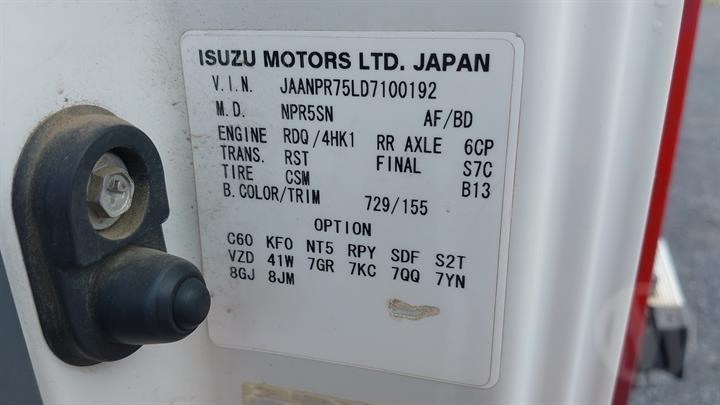 ISUZU MOTORS LTD. JAPAN
V.I.N. JAANPR75LD7100192
M.D. NPR5SN AF/BD
ENGINE RDQ/4HK1 RR AXLE 6CP
TRANS. RST FINAL S7C
TIRE CSM B13
B.COLOR/TRIM 729/155
OPTION
C60 KFO NT5 RPY SDF S2T
VZD 41W 7GR 7KC 7QQ 7YN
8GJ 8JM